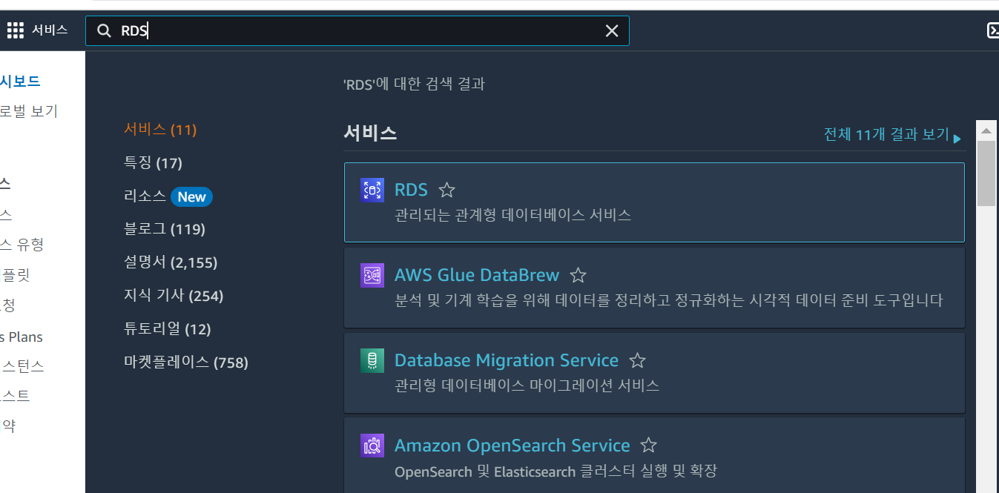 서비스
RDS
시보드
로벌 보기
스
스
스 유형
플릿
청
s Plans
스턴스
스트
약
'RDS'에 대한 검색 결과
서비스 (11)
특징 (17)
리소스 New
블로그 (119)
설명서 (2,155)
지식 기사 (254)
튜토리얼 (12)
마켓플레이스 (758)
서비스
전체 11개 결과 보기
RDS
관리되는 관계형 데이터베이스 서비스
AWS Glue DataBrew
분석 및 기계 학습을 위해 데이터를 정리하고 정규화하는 시각적 데이터 준비 도구입니다
Database Migration Service
관리형 데이터베이스 마이그레이션 서비스
Amazon OpenSearch Service
OpenSearch 및 Elasticsearch 클러스터 실행 및 확장